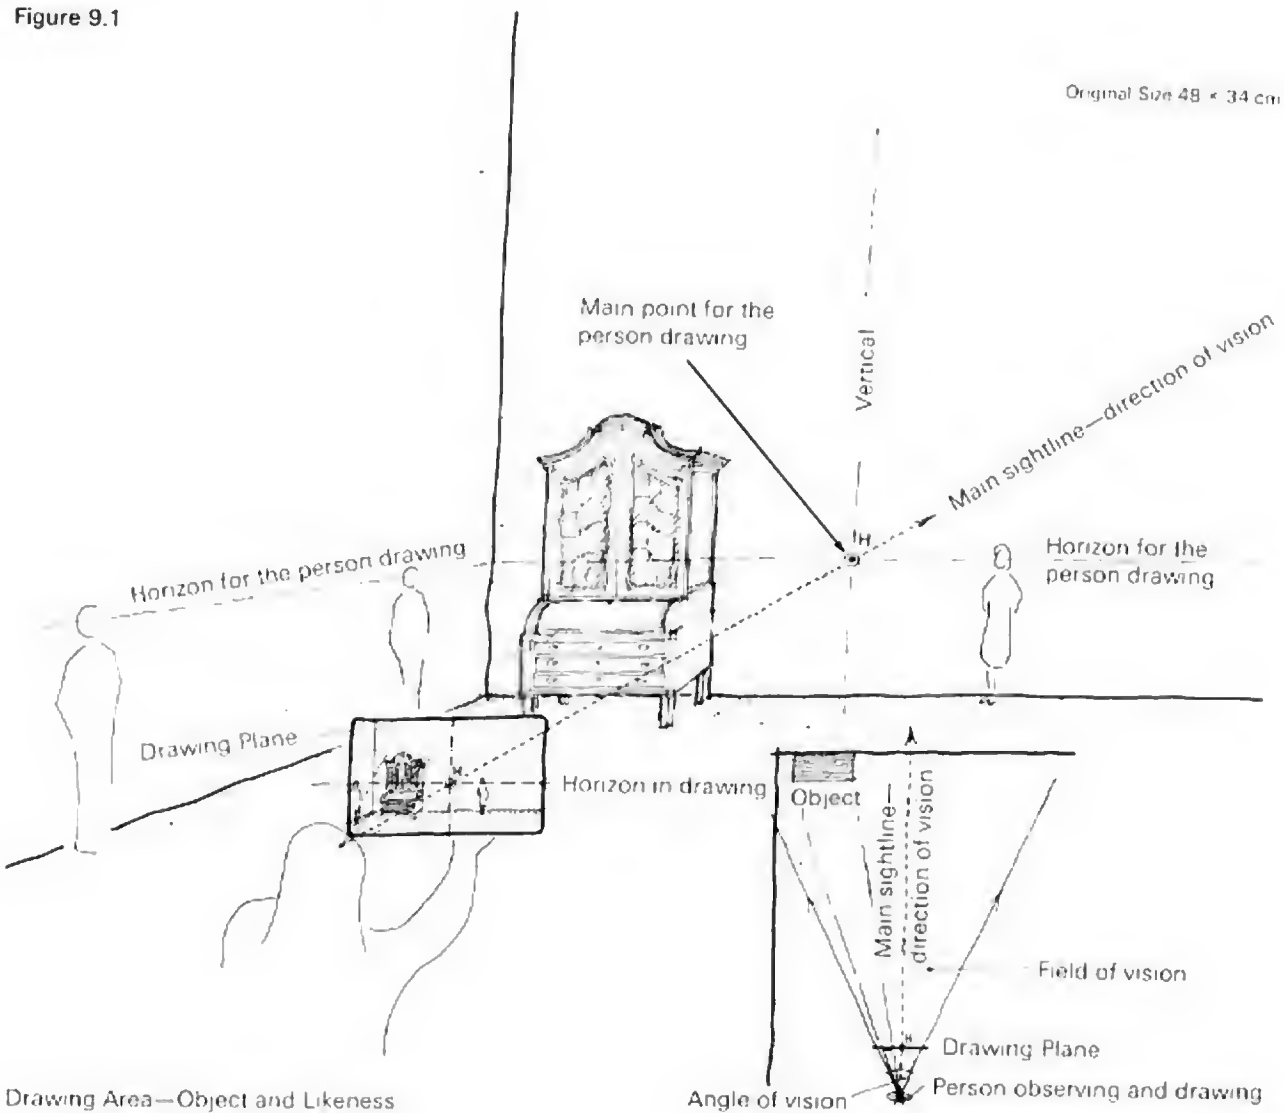 Figure 9.1
Original Size 48 × 34 cm
Main point for the
person drawing
Vertical
Main sightline—direction of vision
H
Horizon for the person drawing
Horizon for the
person drawing
Drawing Plane
H
Horizon in drawing
Object
Main sightline—
direction of vision
Field of vision
H
Drawing Plane
Angle of vision
Person observing and drawing
Drawing Area—Object and Likeness